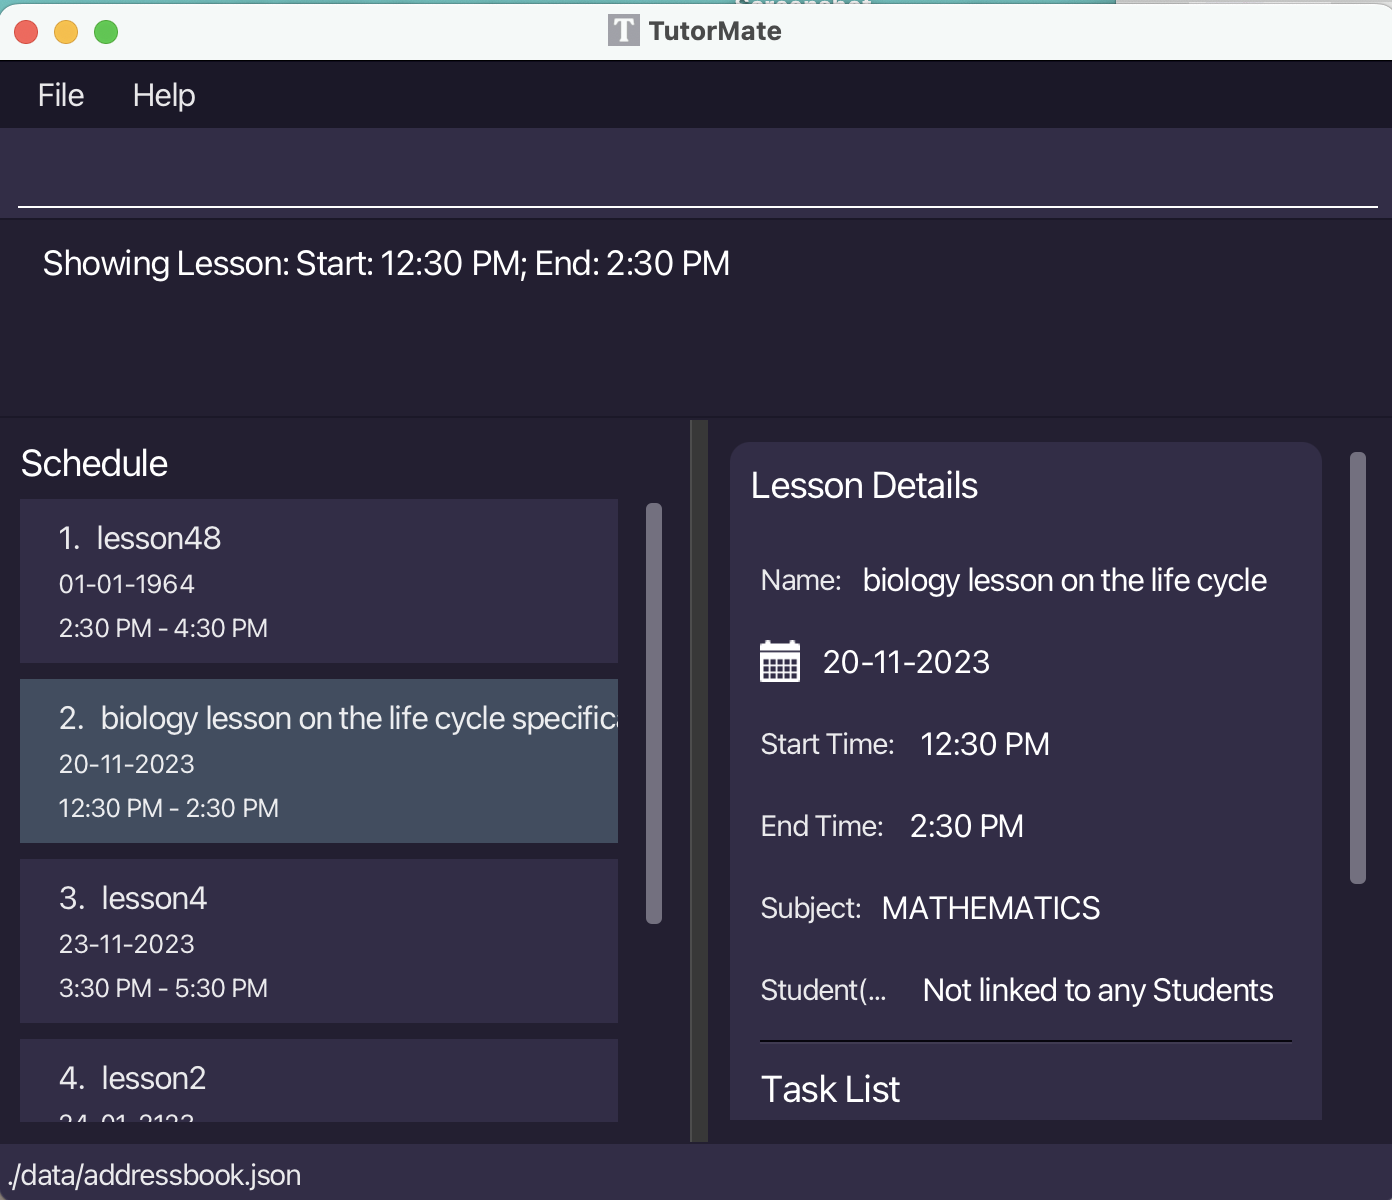 Screenshot
TutorMate
File Help
Showing Lesson: Start: 12:30 PM; End: 2:30 PM
Schedule
1. lesson48
01-01-1964
2:30 PM - 4:30 PM
2. biology lesson on the life cycle
20-11-2023
12:30 PM - 2:30 PM
3. lesson4
23-11-2023
3:30 PM - 5:30 PM
4. lesson2
Lesson Details
Name: biology lesson on the life cycle
20-11-2023
Start Time: 12:30 PM
End Time: 2:30 PM
Subject: MATHEMATICS
Student(... Not linked to any Students
Task List
./data/addressbook.json